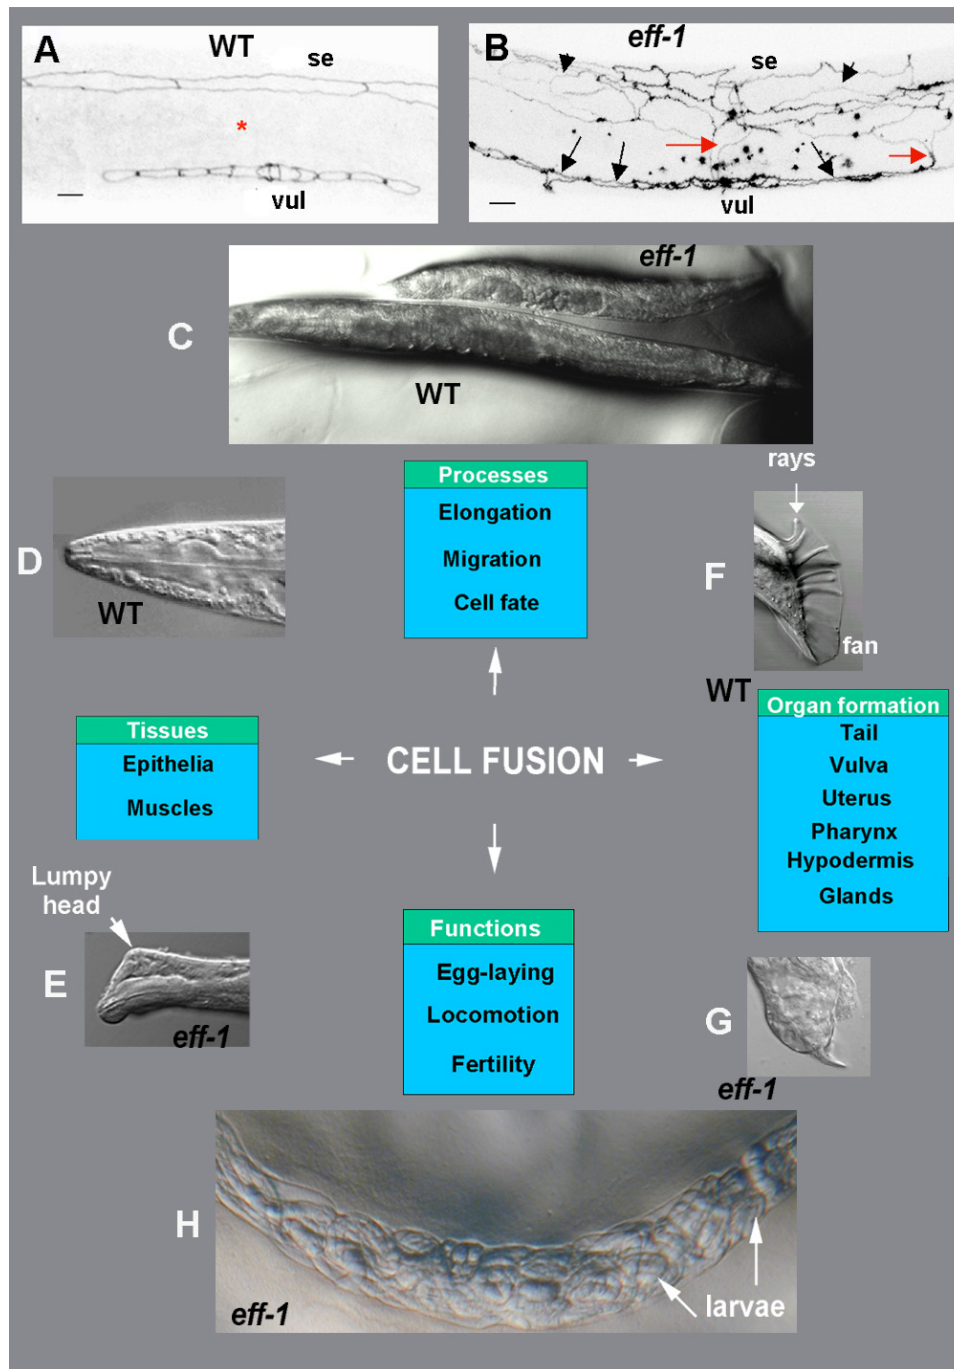 A
WT
se
*
vul
B
eff-1
se
vul
eff-1
C
WT
rays
Processes
Elongation
Migration
Cell fate
D
WT
F
fan
WT
Tissues
Epithelia
Muscles
CELL FUSION
Organ formation
Tail
Vulva
Uterus
Pharynx
Hypodermis
Glands
Lumpy
head
E
eff-1
Functions
Egg-laying
Locomotion
Fertility
G
eff-1
H
eff-1
larvae